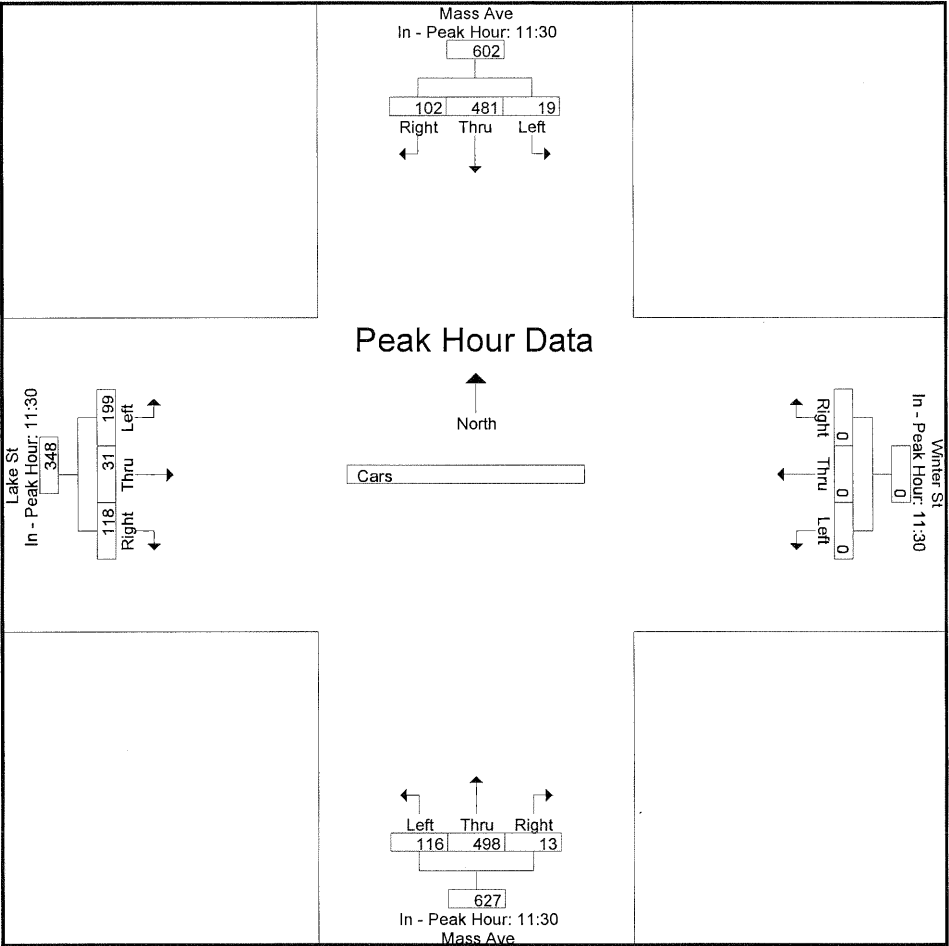 Mass Ave
In - Peak Hour: 11:30
602
102 481 19
Right Thru Left
Peak Hour Data
North
Cars
Lake St
In - Peak Hour: 11:30
348
199 31 118
Left Thru Right
Winter St
In - Peak Hour: 11:30
0
0 0 0
Right Thru Left
Left Thru Right
116 498 13
627
In - Peak Hour: 11:30
Mass Ave